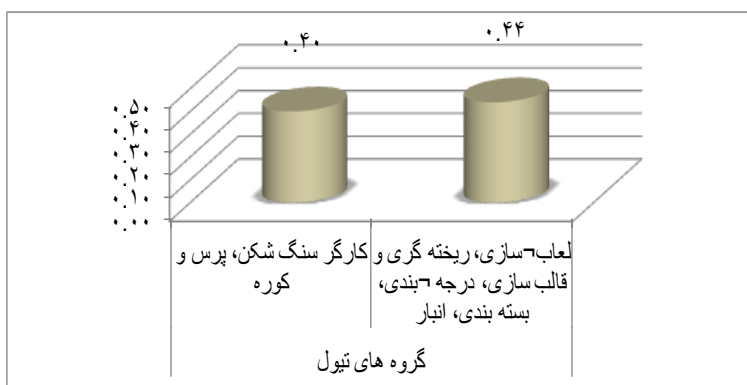 ۰.۴۰
۰.۴۴
۰.۵۰
۰.۴۰
۰.۳۰
۰.۲۰
۰.۱۰
۰.۰۰
کارگر سنگ شکن، پرس و
کوره
لعاب¬سازی، ریخته گری و
قالب سازی، درجه ¬بندی،
بسته بندی، انبار
گروه های تیول